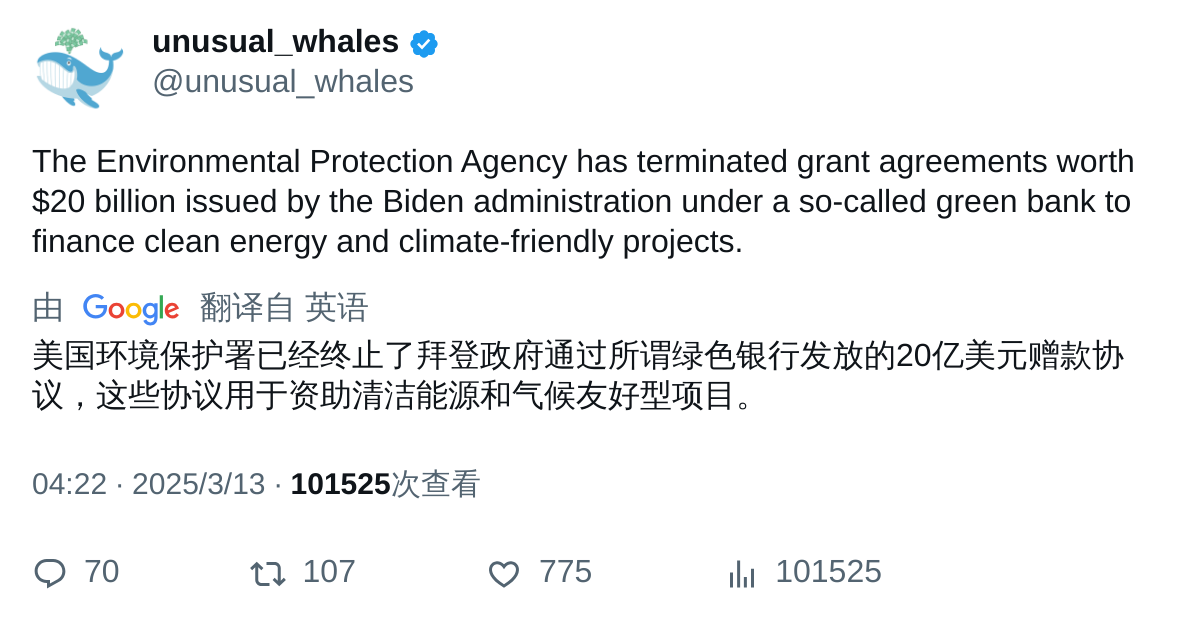 unusual_whales
@unusual_whales
The Environmental Protection Agency has terminated grant agreements worth
$20 billion issued by the Biden administration under a so-called green bank to
finance clean energy and climate-friendly projects.
由 Google 翻译自 英语
美国环境保护署已经终止了拜登政府通过所谓绿色银行发放的20亿美元赠款协
议，这些协议用于资助清洁能源和气候友好型项目。
04:22 · 2025/3/13 · 101525次查看
70 107 775 101525